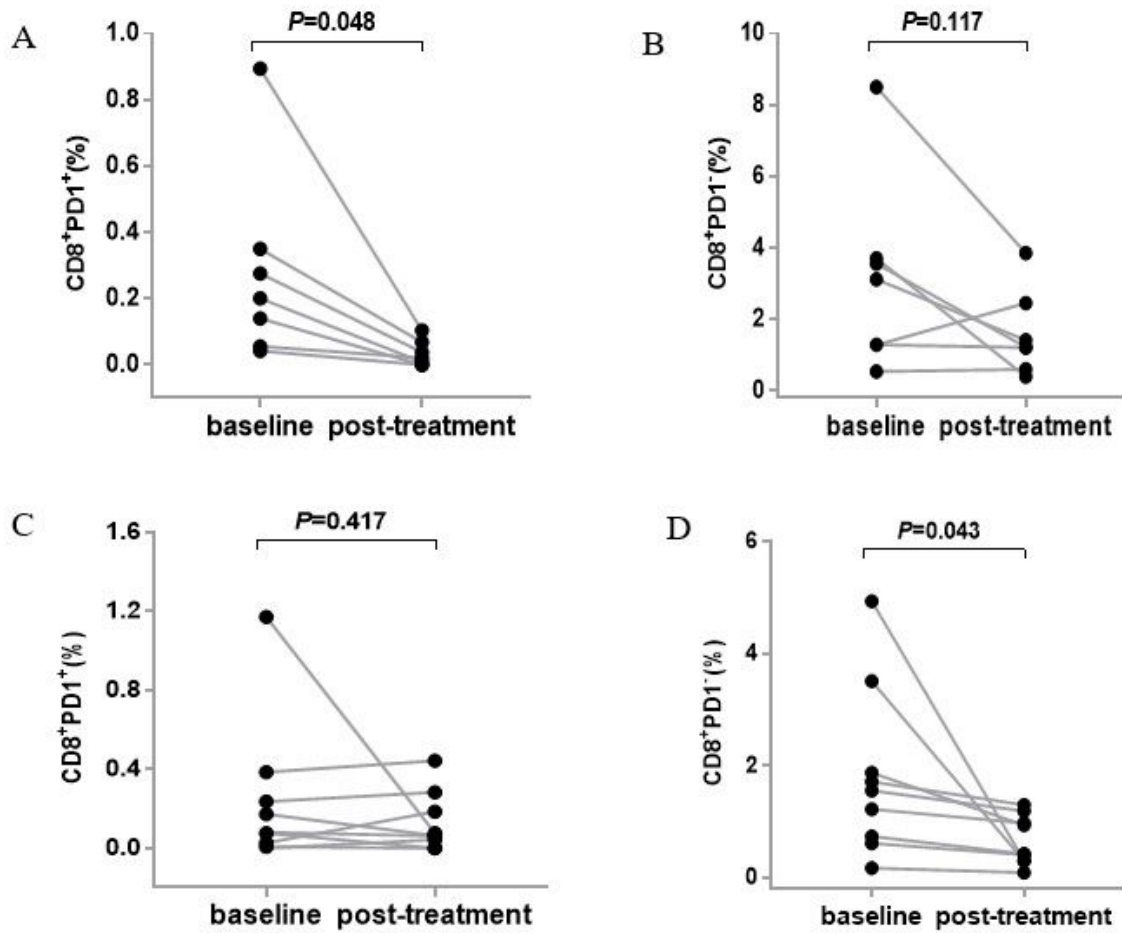 A
P=0.048
CD8⁺PD1⁺(%)
1.0
0.8
0.6
0.4
0.2
0.0
baseline post-treatment
B
P=0.117
CD8⁺PD1⁻(%)
10
8
6
4
2
0
baseline post-treatment
C
P=0.417
CD8⁺PD1⁺(%)
1.6
1.2
0.8
0.4
0.0
baseline post-treatment
D
P=0.043
CD8⁺PD1⁻(%)
6
4
2
0
baseline post-treatment